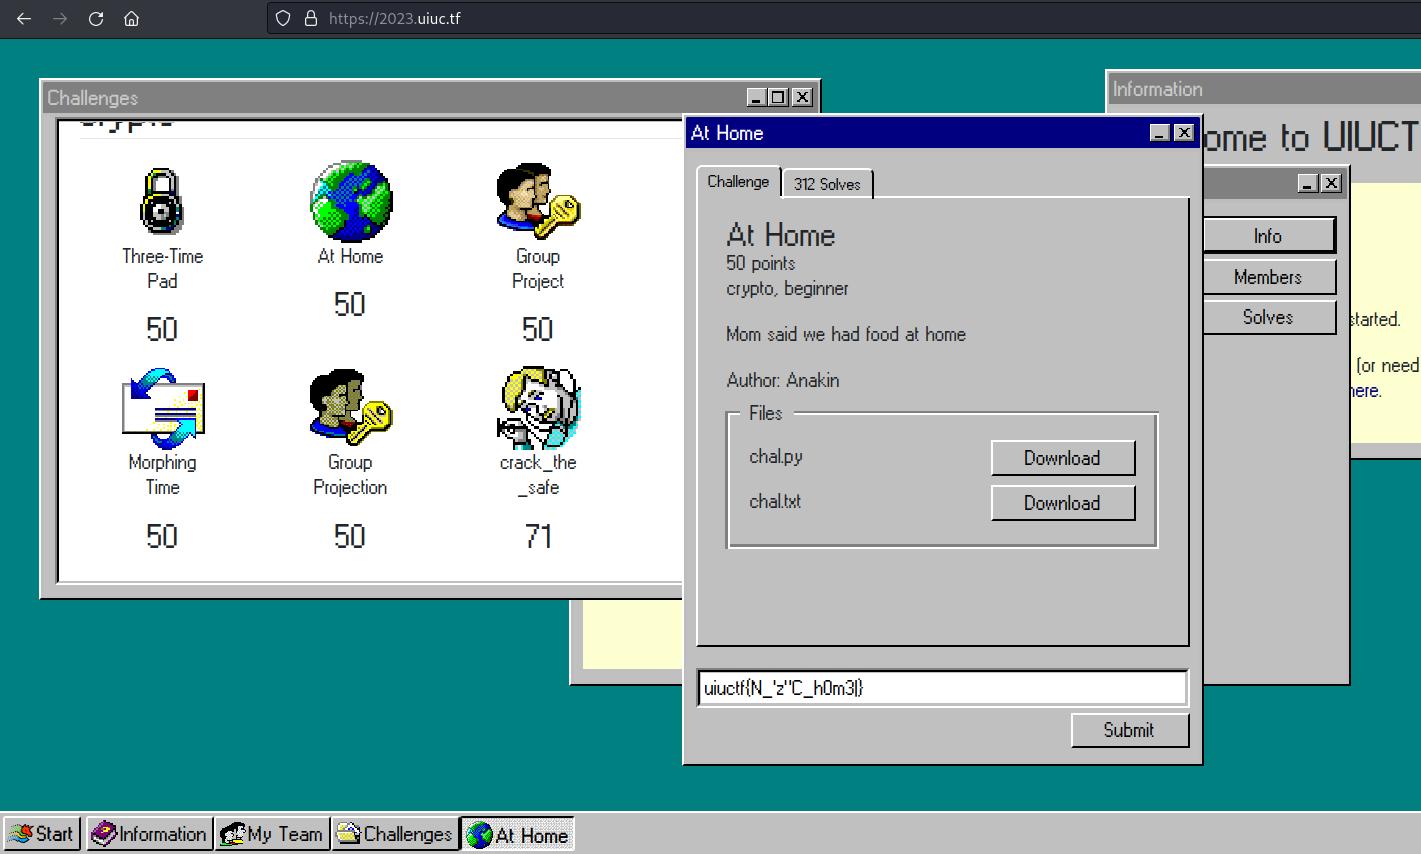 https://2023.uiuc.tf
Challenges
Three-Time
Pad
50
At Home
50
Group
Project
50
Morphing
Time
50
Group
Projection
50
crack_the
_safe
71
At Home
Challenge
312 Solves
At Home
50 points
crypto, beginner
Mom said we had food at home
Author: Anakin
Files
chal.py
Download
chal.txt
Download
uiuctf{N_'z"C_h0m3|}
Submit
Information
ome to UIUCT
Info
Members
Solves
started.
(or need
here.
Start
Information
My Team
Challenges
At Home